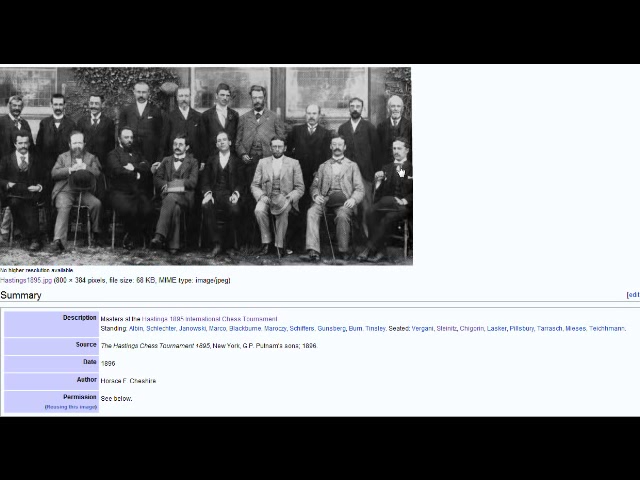 No higher resolution available
Hastings1895.jpg (800 × 384 pixels, file size: 68 KB, MIME type: image/jpeg)
Summary
[edit
Description Masters at the Hastings 1895 International Chess Tournament
Standing: Albin, Schlechter, Janowski, Marco, Blackburne, Maroczy, Schiffers, Gunsberg, Burn, Tinsley. Seated: Vergani, Steinitz, Chigorin, Lasker, Pillsbury, Tarrasch, Mieses, Teichhmann.
Source The Hastings Chess Tournament 1895, New York, G.P. Putnam's sons; 1896.
Date 1896
Author Horace F. Cheshire
Permission See below.
(Reusing this image)